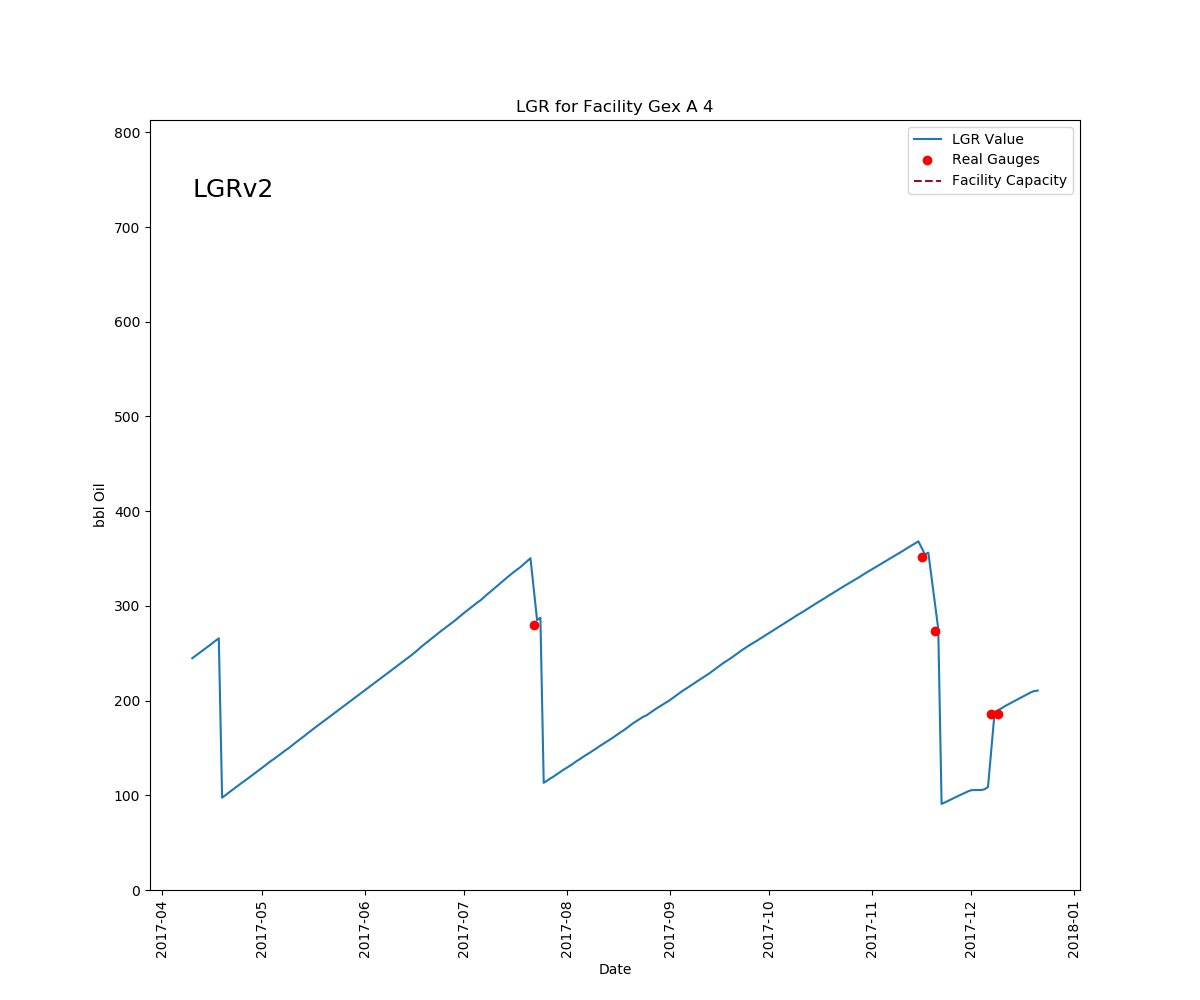 LGR for Facility Gex A 4
LGRv2
LGR Value
Real Gauges
Facility Capacity
bbl Oil
800
700
600
500
400
300
200
100
0
2017-04
2017-05
2017-06
2017-07
2017-08
2017-09
2017-10
2017-11
2017-12
2018-01
Date